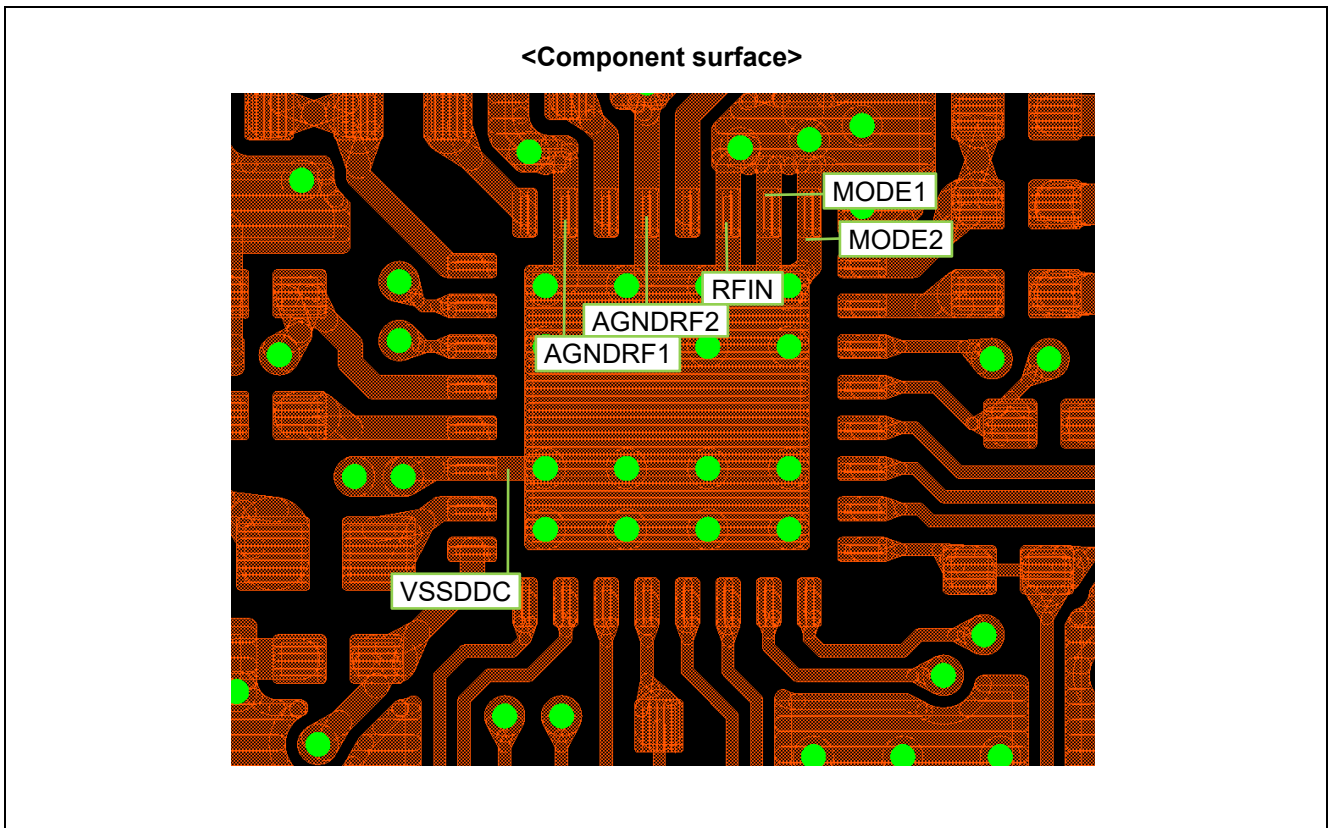 <Component surface>
MODE1
MODE2
RFIN
AGNDRF2
AGNDRF1
VSSDDC